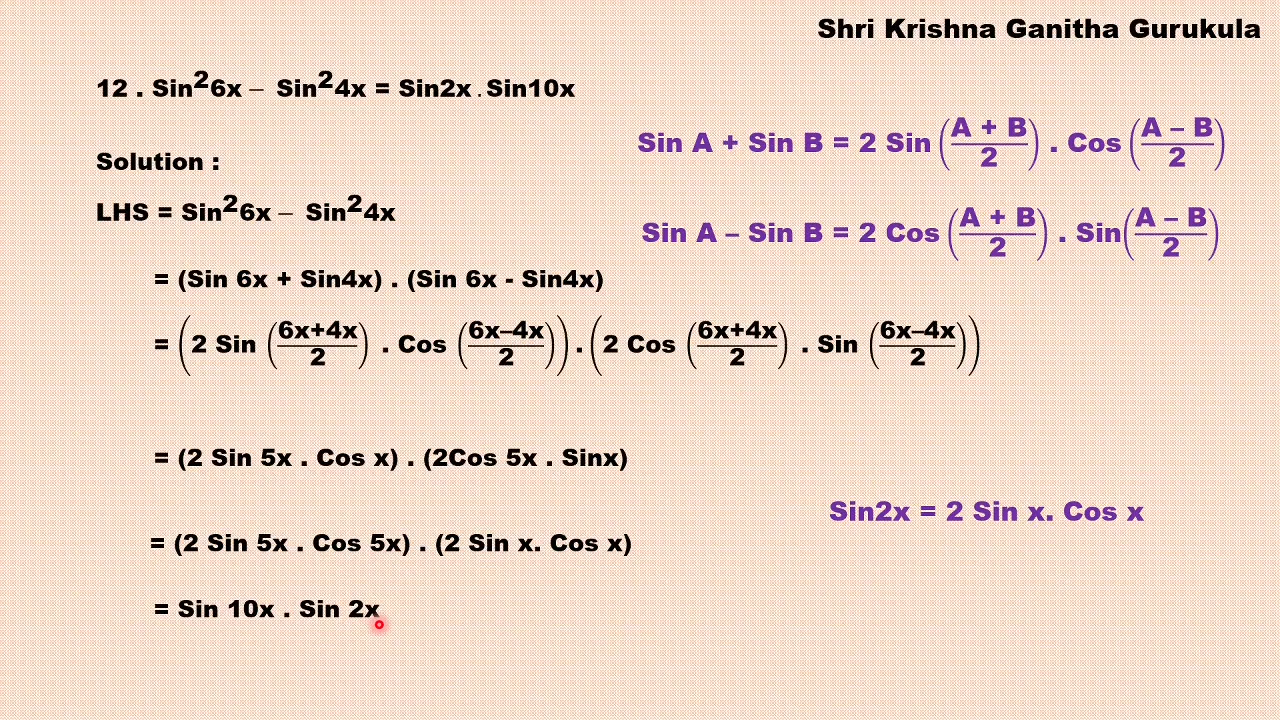 Shri Krishna Ganitha Gurukula
12 . Sin²6x – Sin²4x = Sin2x . Sin10x
Sin A + Sin B = 2 Sin ((A + B)/2) . Cos ((A – B)/2)
Solution :
LHS = Sin²6x – Sin²4x
Sin A – Sin B = 2 Cos ((A + B)/2) . Sin((A – B)/2)
= (Sin 6x + Sin4x) . (Sin 6x - Sin4x)
= (2 Sin ((6x+4x)/2) . Cos ((6x–4x)/2)) . (2 Cos ((6x+4x)/2) . Sin ((6x–4x)/2))
= (2 Sin 5x . Cos x) . (2Cos 5x . Sinx)
Sin2x = 2 Sin x. Cos x
= (2 Sin 5x . Cos 5x) . (2 Sin x. Cos x)
= Sin 10x . Sin 2x